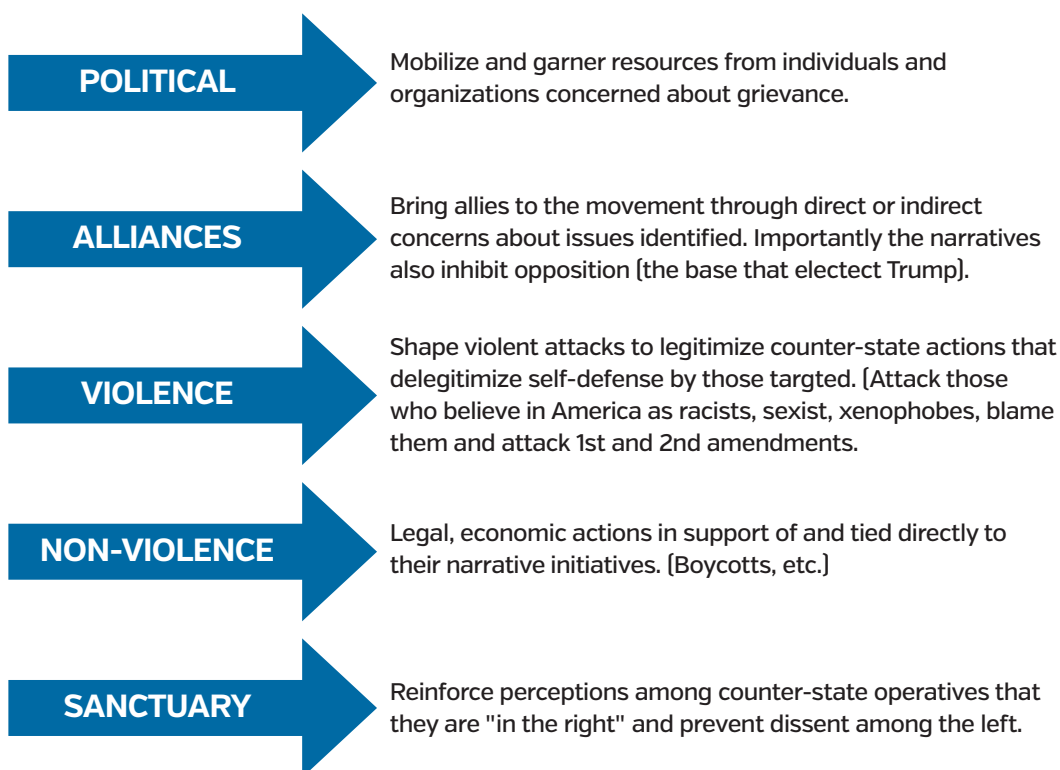 POLITICAL
Mobilize and garner resources from individuals and
organizations concerned about grievance.
ALLIANCES
Bring allies to the movement through direct or indirect
concerns about issues identified. Importantly the narratives
also inhibit opposition (the base that electect Trump).
VIOLENCE
Shape violent attacks to legitimize counter-state actions that
delegitimize self-defense by those targted. (Attack those
who believe in America as racists, sexist, xenophobes, blame
them and attack 1st and 2nd amendments.
NON-VIOLENCE
Legal, economic actions in support of and tied directly to
their narrative initiatives. (Boycotts, etc.)
SANCTUARY
Reinforce perceptions among counter-state operatives that
they are "in the right" and prevent dissent among the left.